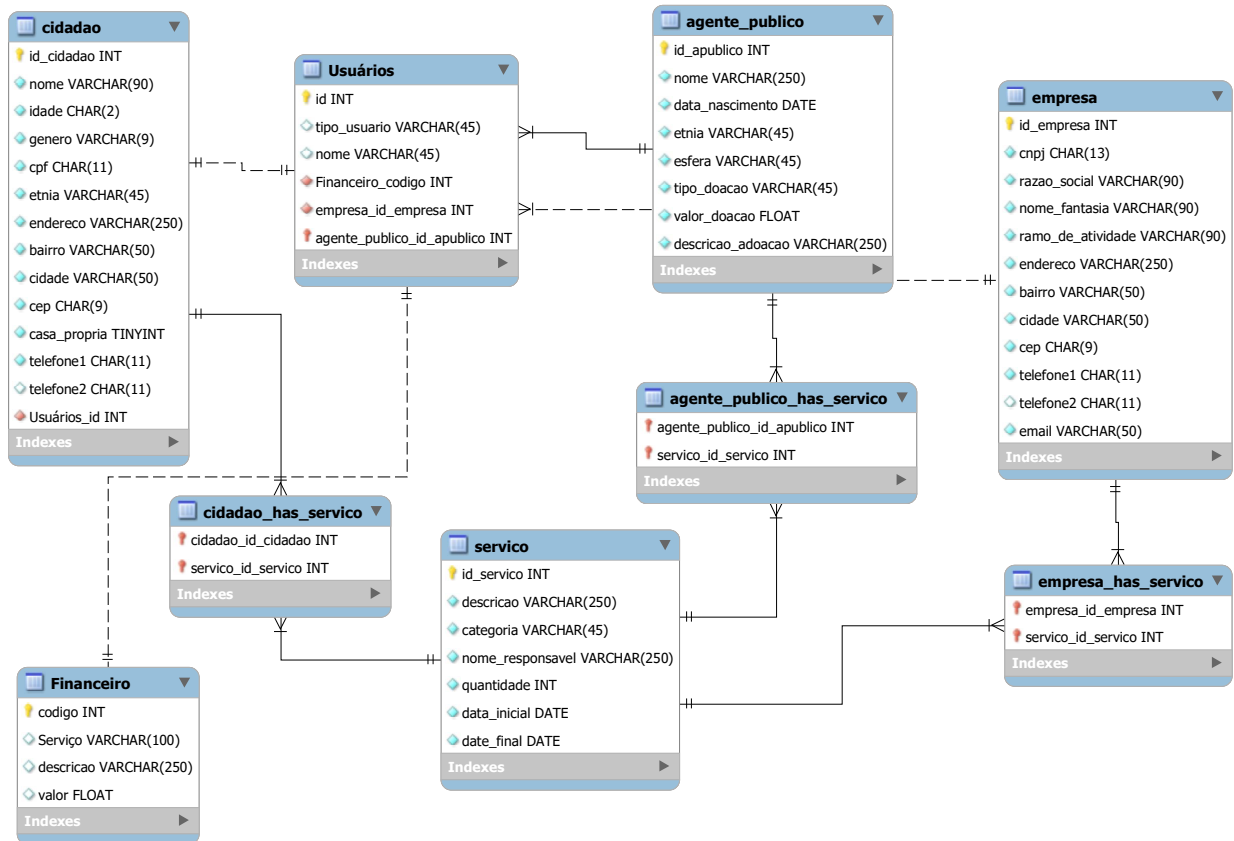 cidadao
id_cidadao INT
nome VARCHAR(90)
idade CHAR(2)
genero VARCHAR(9)
cpf CHAR(11)
etnia VARCHAR(45)
endereco VARCHAR(250)
bairro VARCHAR(50)
cidade VARCHAR(50)
cep CHAR(9)
casa_propria TINYINT
telefone1 CHAR(11)
telefone2 CHAR(11)
Usuários_id INT
Indexes
Usuários
id INT
tipo_usuario VARCHAR(45)
nome VARCHAR(45)
Financeiro_codigo INT
empresa_id_empresa INT
agente_publico_id_apublico INT
Indexes
agente_publico
id_apublico INT
nome VARCHAR(250)
data_nascimento DATE
etnia VARCHAR(45)
esfera VARCHAR(45)
tipo_doacao VARCHAR(45)
valor_doacao FLOAT
descricao_adoacao VARCHAR(250)
Indexes
empresa
id_empresa INT
cnpj CHAR(13)
razao_social VARCHAR(90)
nome_fantasia VARCHAR(90)
ramo_de_atividade VARCHAR(90)
endereco VARCHAR(250)
bairro VARCHAR(50)
cidade VARCHAR(50)
cep CHAR(9)
telefone1 CHAR(11)
telefone2 CHAR(11)
email VARCHAR(50)
Indexes
agente_publico_has_servico
agente_publico_id_apublico INT
servico_id_servico INT
Indexes
cidadao_has_servico
cidadao_id_cidadao INT
servico_id_servico INT
Indexes
servico
id_servico INT
descricao VARCHAR(250)
categoria VARCHAR(45)
nome_responsavel VARCHAR(250)
quantidade INT
data_inicial DATE
date_final DATE
Indexes
empresa_has_servico
empresa_id_empresa INT
servico_id_servico INT
Indexes
Financeiro
codigo INT
Serviço VARCHAR(100)
descricao VARCHAR(250)
valor FLOAT
Indexes